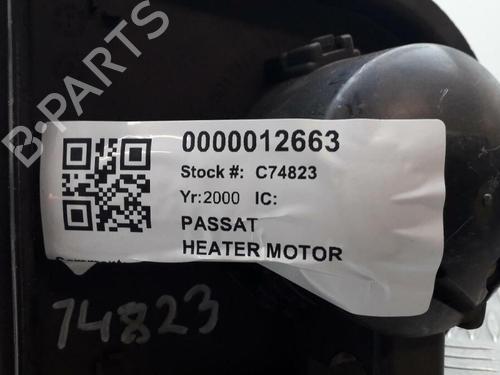 B-PARTS
0000012663
Stock #: C74823
Yr:2000 IC:
PASSAT
HEATER MOTOR
74823